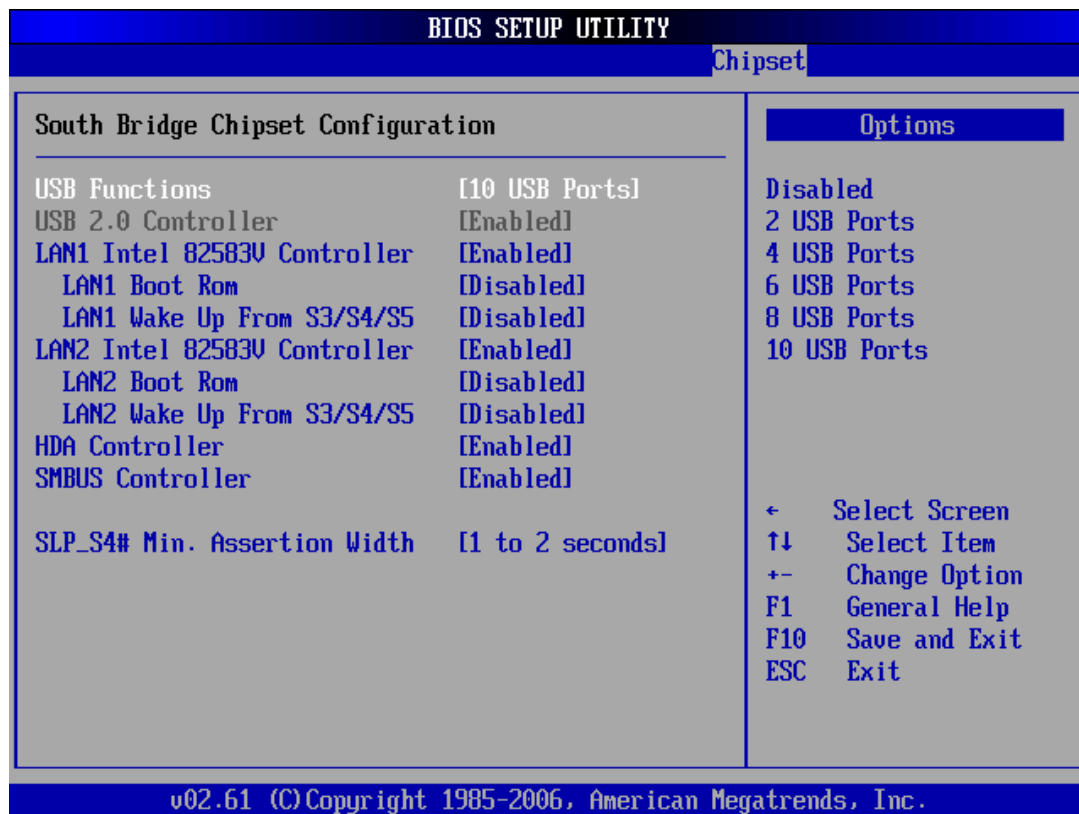 BIOS SETUP UTILITY
Chipset
South Bridge Chipset Configuration
USB Functions [10 USB Ports]
USB 2.0 Controller [Enabled]
LAN1 Intel 82583V Controller [Enabled]
LAN1 Boot Rom [Disabled]
LAN1 Wake Up From S3/S4/S5 [Disabled]
LAN2 Intel 82583V Controller [Enabled]
LAN2 Boot Rom [Disabled]
LAN2 Wake Up From S3/S4/S5 [Disabled]
HDA Controller [Enabled]
SMBUS Controller [Enabled]
SLP_S4# Min. Assertion Width [1 to 2 seconds]
Options
Disabled
2 USB Ports
4 USB Ports
6 USB Ports
8 USB Ports
10 USB Ports
← Select Screen
↑↓ Select Item
+- Change Option
F1 General Help
F10 Save and Exit
ESC Exit
v02.61 (C)Copyright 1985-2006, American Megatrends, Inc.